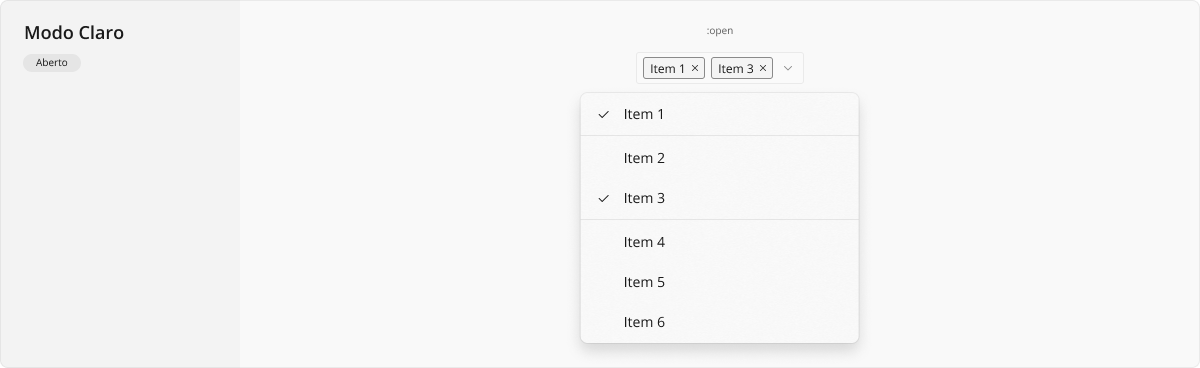 Modo Claro
Aberto
:open
Item 1 × Item 3 ×
Item 1
Item 2
Item 3
Item 4
Item 5
Item 6